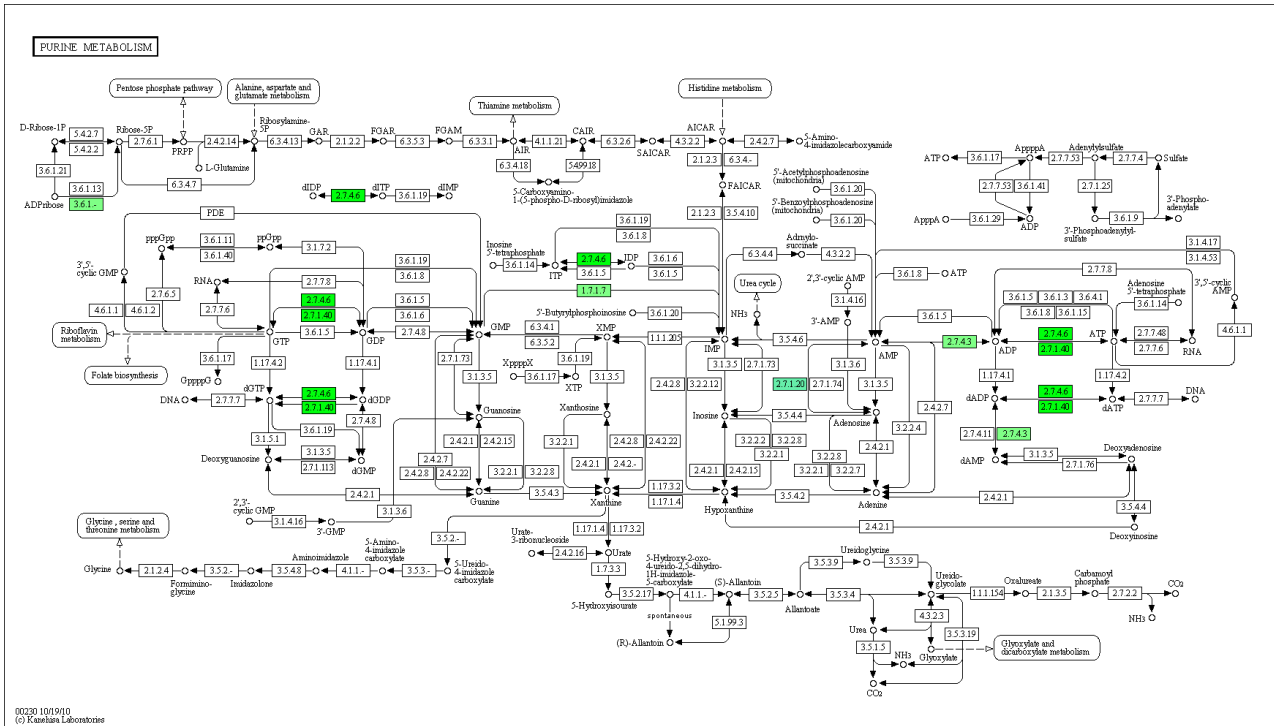 PURINE METABOLISM
Pentose phosphate pathway
Alanine, aspartate and
glutamate metabolism
Thiamine metabolism
Histidine metabolism
D-Ribose-1P
5.4.2.7
5.4.2.2
Ribose-5P
2.7.6.1
PRPP
2.4.2.14
Ribosylamine-
5P
6.3.4.13
GAR
2.1.2.2
FGAR
6.3.5.3
FGAM
6.3.3.1
AIR
4.1.1.21
CAIR
6.3.2.6
SAICAR
4.3.2.2
AICAR
2.4.2.7
5-Amino-
4-imidazolecarboxyamide
L-Glutamine
6.3.4.7
3.6.1.21
3.6.1.13
ADPribose
3.6.1.-
6.3.4.18
5.4.99.18
5-Carboxyamino-
1-(5-phospho-D-ribosyl)imidazole
2.1.2.3
6.3.4.-
FAICAR
2.1.2.3
3.5.4.10
dIDP
2.7.4.6
dITP
3.6.1.19
dIMP
5'-Acetylphosphoadenosine
(mitochondria)
3.6.1.20
5'-Benzoylphosphoadenosine
(mitochondria)
3.6.1.20
ATP
3.6.1.17
AppppA
2.7.7.53
Adenylylsulfate
2.7.7.4
Sulfate
2.7.7.53
3.6.1.41
2.1.1.25
ApppA
3.6.1.29
ADP
3.6.1.9
3'-Phospho-
adenylate
3'-Phosphoadenylyl-
sulfate
PDE
pppGpp
3.6.1.11
3.6.1.40
ppGpp
3.1.7.2
3',5'-
cyclic GMP
RNA
2.7.7.8
2.7.6.5
2.7.7.6
4.6.1.1
4.6.1.2
3.6.1.19
3.6.1.8
2.7.4.6
2.7.1.40
3.6.1.5
3.6.1.6
Riboflavin
metabolism
GTP
3.6.1.5
GDP
2.7.4.8
GMP
Folate biosynthesis
3.6.1.17
GppppG
1.17.4.2
1.17.4.1
Inosine
5'-tetraphosphate
3.6.1.14
ITP
3.6.1.19
3.6.1.8
2.7.4.6
3.6.1.5
IDP
3.6.1.6
3.6.1.5
1.7.1.7
5'-Butyrylphosphoinosine
3.6.1.20
6.3.4.1
6.3.5.2
XMP
1.1.1.205
IMP
Urea cycle
NH3
6.3.4.4
4.3.2.2
3.5.4.6
AMP
2',3'-cyclic AMP
3.1.4.16
3'-AMP
3.1.3.6
3.6.1.8
ATP
3.6.1.5
2.7.4.3
ADP
2.7.4.6
2.7.1.40
ATP
2.7.7.8
3.6.1.5
3.6.1.3
3.6.4.1
3.6.1.8
3.6.1.15
Adenosine
5'-tetraphosphate
3.6.1.14
2.7.7.48
2.7.7.6
RNA
3.1.4.17
3.1.4.53
3',5'-cyclic
AMP
4.6.1.1
XppppX
3.6.1.17
XTP
3.6.1.19
3.1.3.5
2.7.1.73
3.1.3.5
DNA
2.7.7.7
dGTP
2.7.4.6
2.7.1.40
dGDP
2.7.4.8
3.1.5.1
3.6.1.19
Deoxyguanosine
3.1.3.5
2.7.1.113
dGMP
2.4.2.1
Guanosine
2.4.2.1
2.4.2.15
2.4.2.7
2.4.2.8
2.4.2.22
3.2.2.1
3.2.2.8
Guanine
3.5.4.3
Xanthosine
3.2.2.1
2.4.2.8
2.4.2.22
2.4.2.1
2.4.2.-
Xanthine
1.17.3.2
1.17.1.4
3.1.3.5
2.7.1.73
2.4.2.8
3.2.2.12
Inosine
3.5.4.4
3.2.2.2
3.2.2.8
3.2.2.1
3.2.2.7
2.4.2.1
2.4.2.15
Hypoxanthine
3.5.4.2
2.7.1.20
2.7.1.74
3.1.3.5
Adenosine
3.2.2.8
2.4.2.1
3.2.2.4
2.4.2.7
Adenine
2.4.2.1
1.17.4.1
1.17.4.2
dADP
2.7.4.6
2.7.1.40
dATP
2.7.7.7
DNA
2.7.4.11
2.7.4.3
dAMP
3.1.3.5
2.7.1.76
Deoxyadenosine
3.5.4.4
Deoxyinosine
2.4.2.1
2',3'-
cyclic GMP
3.1.4.16
3'-GMP
3.1.3.6
Glycine, serine and
threonine metabolism
Glycine
2.1.2.4
Formimino-
glycine
3.5.2.-
Imidazolone
3.5.4.8
Aminoimidazole
4.1.1.-
5-Amino-
4-imidazole
carboxylate
3.5.3.-
5-Ureido-
4-imidazole
carboxylate
3.5.2.-
1.17.1.4
1.17.3.2
Urate-
3-ribonucleoside
2.4.2.16
Urate
1.7.3.3
5-Hydroxyisourate
3.5.2.17
5-Hydroxy-2-oxo-
4-ureido-2,5-dihydro-
1H-imidazole-
5-carboxylate
4.1.1.-
(S)-Allantoin
spontaneous
(R)-Allantoin
5.1.99.3
3.5.2.5
Allantoate
3.5.3.9
Ureidoglycine
3.5.3.9
3.5.3.4
Ureido-
glycolate
1.1.1.154
Oxalureate
2.1.3.5
Carbamoyl
phosphate
2.7.2.2
CO2
NH3
Urea
4.3.2.3
3.5.3.19
3.5.1.5
NH3
Glyoxylate
Glyoxylate and
dicarboxylate metabolism
CO2
00230 10/19/10
(c) Kanehisa Laboratories